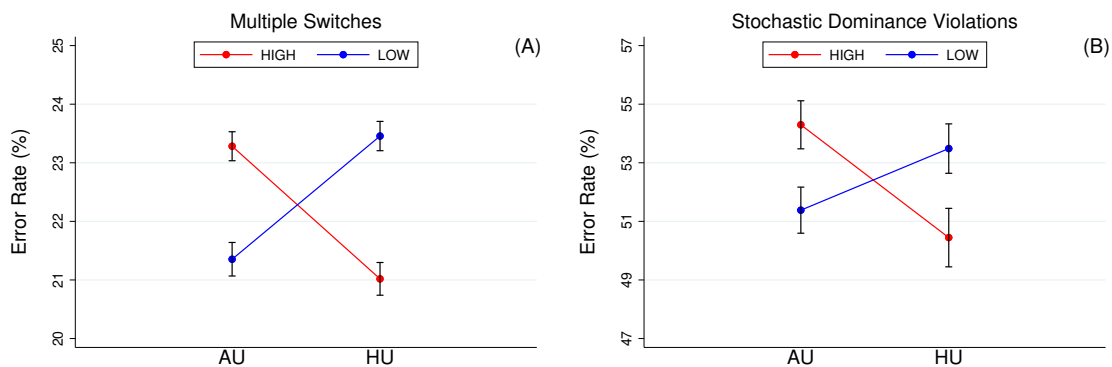 Multiple Switches
(A)
HIGH
LOW
Error Rate (%)
25
24
23
22
21
20
AU
HU
Stochastic Dominance Violations
(B)
HIGH
LOW
Error Rate (%)
57
55
53
51
49
47
AU
HU